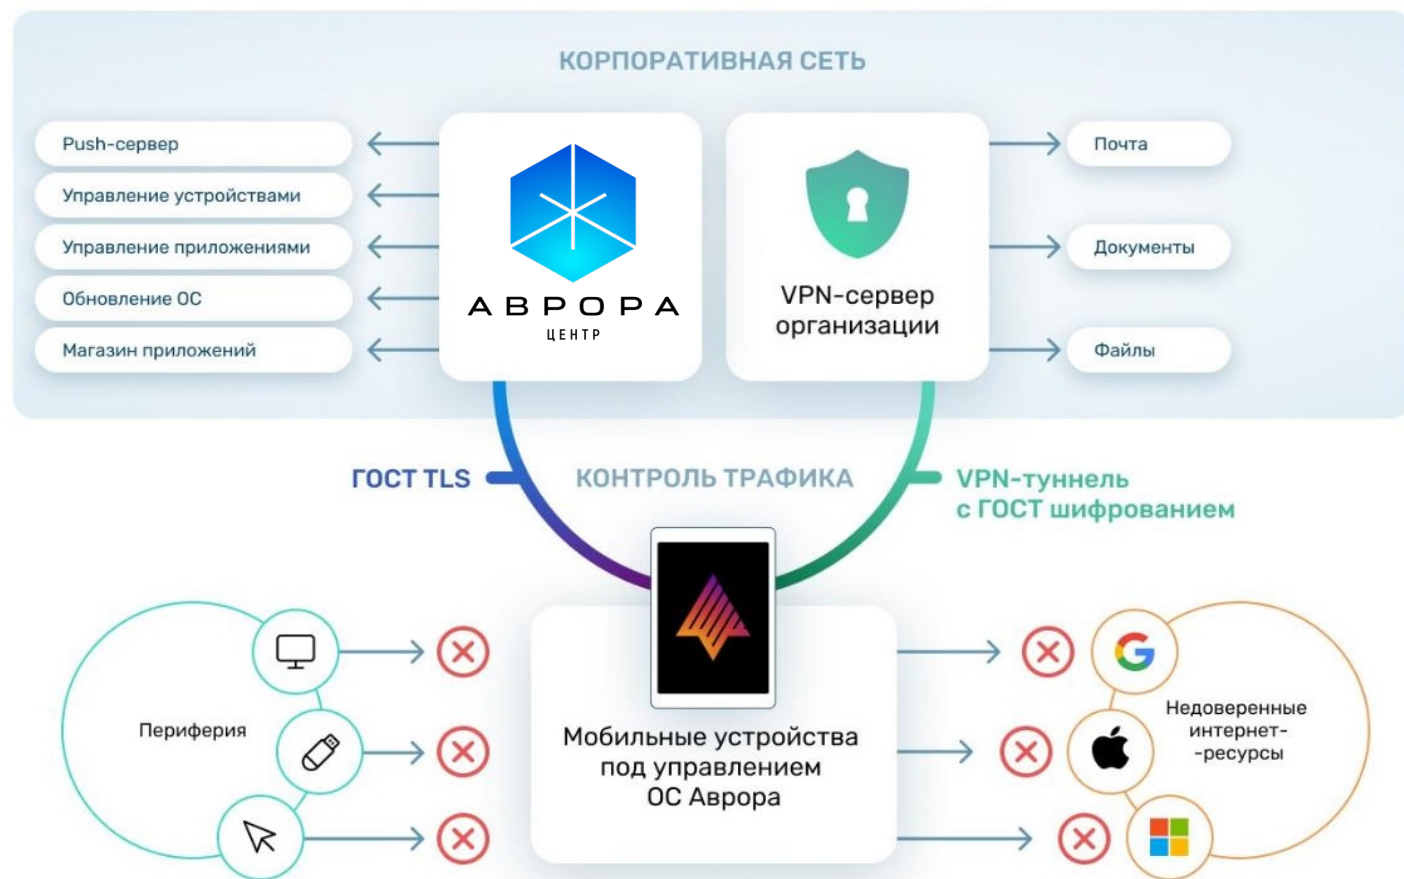 КОРПОРАТИВНАЯ СЕТЬ
Push-сервер
Управление устройствами
Управление приложениями
Обновление ОС
Магазин приложений
АВРОРА
ЦЕНТР
VPN-сервер
организации
Почта
Документы
Файлы
ГОСТ TLS
КОНТРОЛЬ ТРАФИКА
VPN-туннель
с ГОСТ шифрованием
Периферия
Мобильные устройства
под управлением
ОС Аврора
Недоверенные
интернет-
-ресурсы